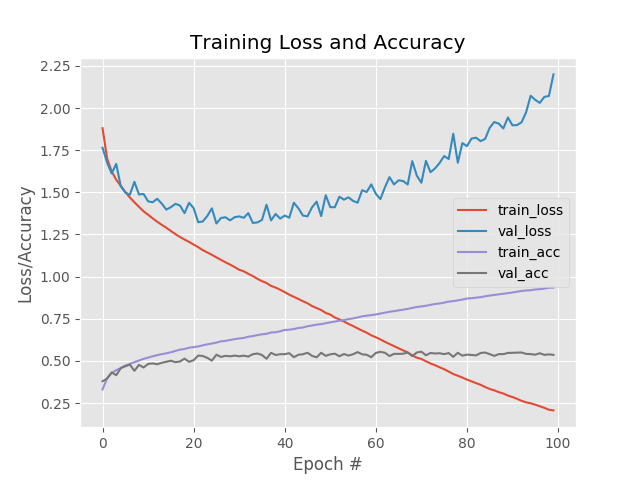 Training Loss and Accuracy
2.25
2.00
1.75
1.50
1.25
1.00
0.75
0.50
0.25
Loss/Accuracy
train_loss
val_loss
train_acc
val_acc
0 20 40 60 80 100
Epoch #